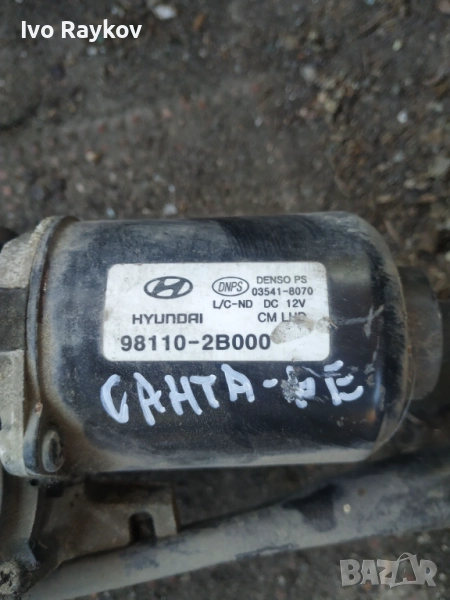 Ivo Raykov
DNPS
DENSO PS
03541-8070
L/C-ND DC 12V
HYUNDAI
CM LHD
98110-2B000
САНТА-ФЕ
BAZAR